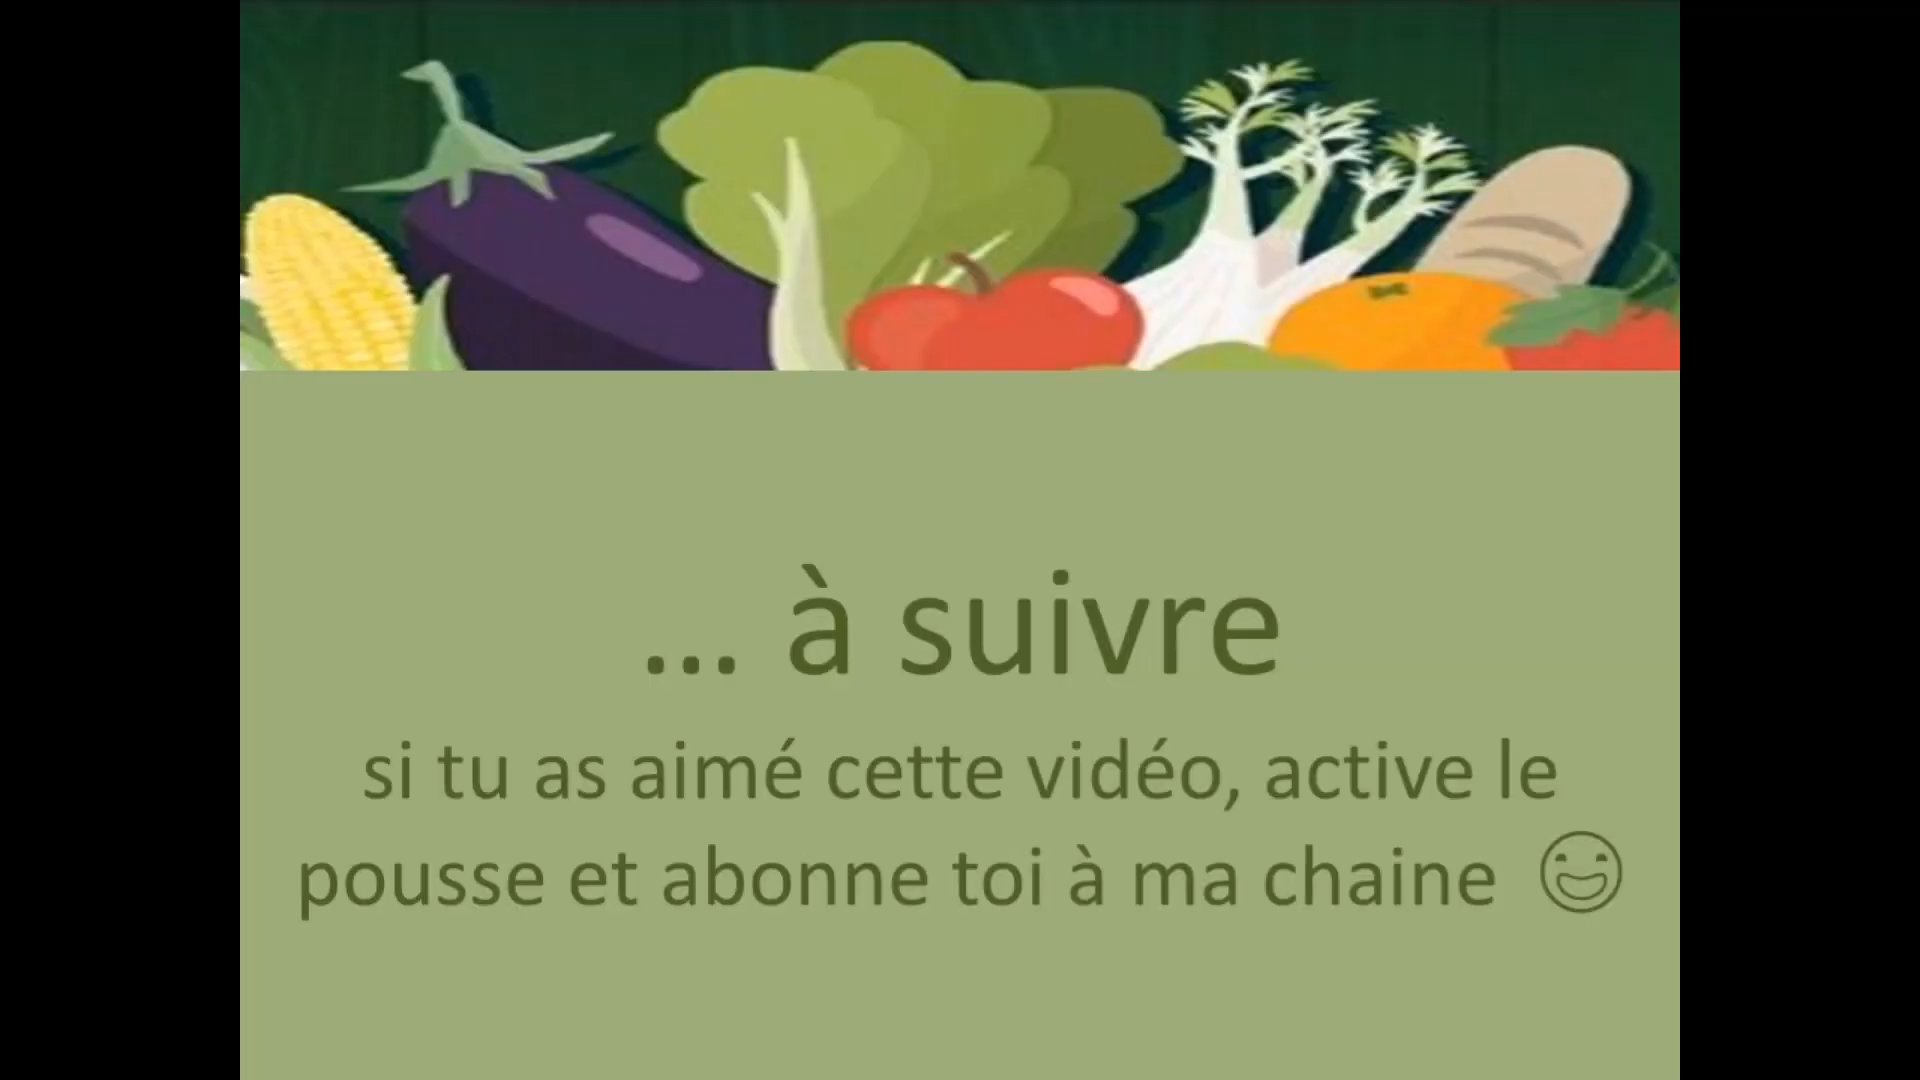 ... à suivre
si tu as aimé cette vidéo, active le
pousse et abonne toi à ma chaine 😄